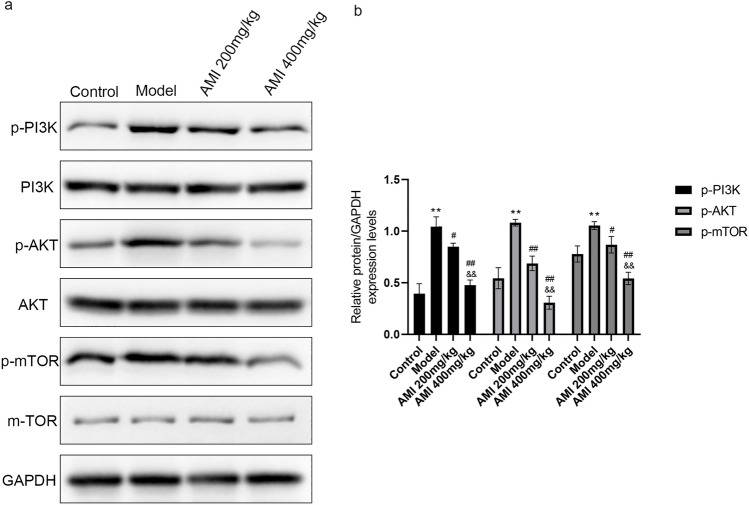 a
Control
Model
AMI 200mg/kg
AMI 400mg/kg
p-PI3K
PI3K
p-AKT
AKT
p-mTOR
m-TOR
GAPDH
b
Relative protein/GAPDH
expression levels
1.5
1.0
0.5
0.0
**
#
##
&&
**
##
##
&&
**
#
##
&&
Control
Model
AMI 200mg/kg
AMI 400mg/kg
Control
Model
AMI 200mg/kg
AMI 400mg/kg
Control
Model
AMI 200mg/kg
AMI 400mg/kg
p-PI3K
p-AKT
p-mTOR